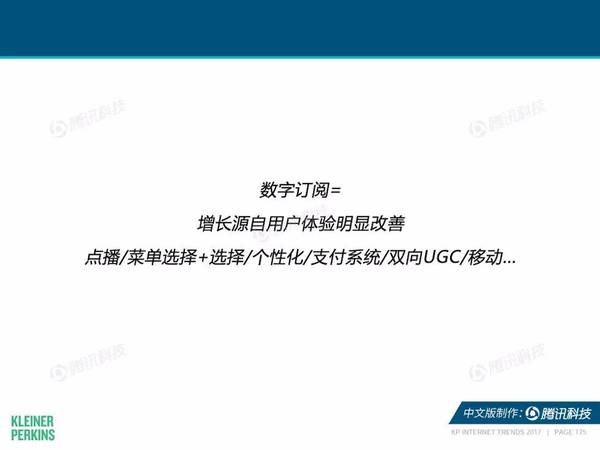 腾讯科技
腾讯科技
数字订阅=
增长源自用户体验明显改善
点播/菜单选择+选择/个性化/支付系统/双向UGC/移动...
腾讯科技
腾讯科技
KLEINER
PERKINS
中文版制作: 腾讯科技
KP INTERNET TRENDS 2017 | PAGE 175